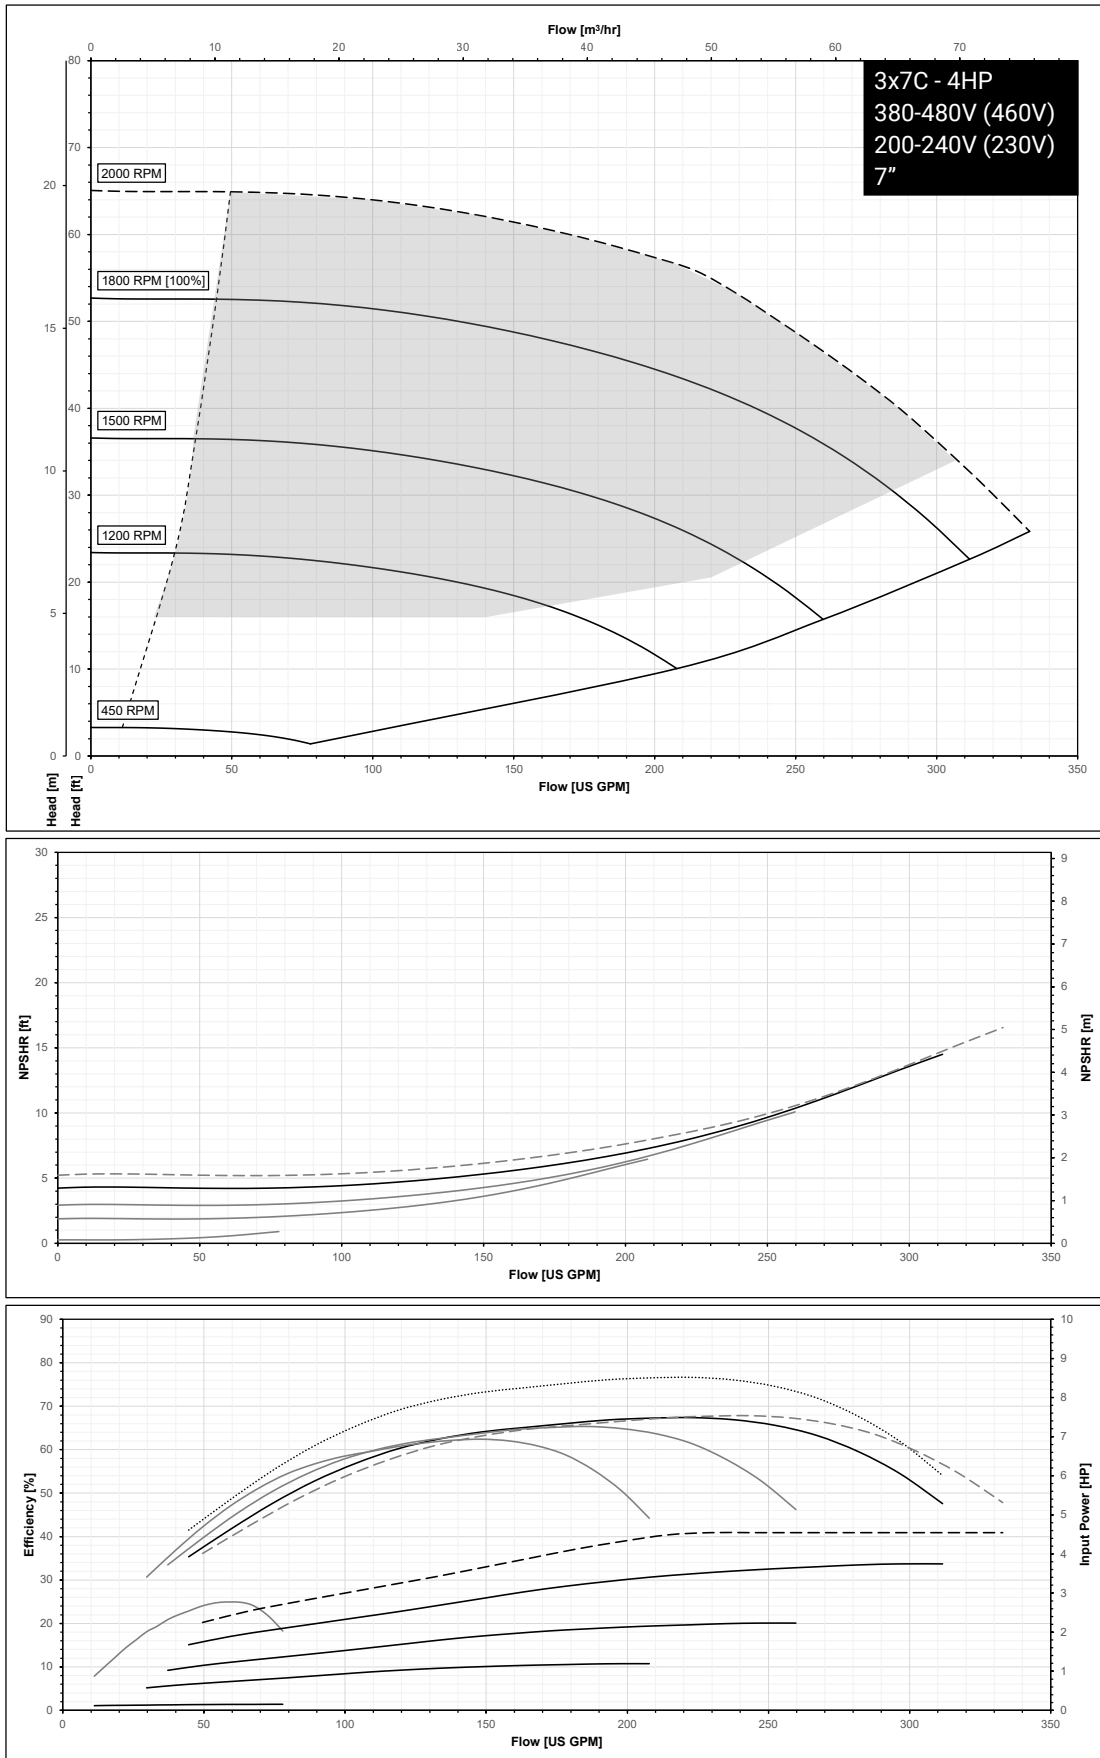 Flow [m³/hr]
0 10 20 30 40 50 60 70
80
3x7C - 4HP
380-480V (460V)
200-240V (230V)
7"
70
2000 RPM
20
60
1800 RPM [100%]
50
15
40
1500 RPM
10
30
1200 RPM
20
5
10
450 RPM
0 0
0 50 100 150 200 250 300 350
Flow [US GPM]
Head [m]
Head [ft]
30
9
8
25
7
20
6
NPSHR [ft]
15
5
NPSHR [m]
4
10
3
2
5
1
0
0
0 50 100 150 200 250 300 350
Flow [US GPM]
90
10
80
9
8
70
7
60
6
Efficiency [%]
50
5
Input Power [HP]
40
4
30
3
20
2
10
1
0
0
0 50 100 150 200 250 300 350
Flow [US GPM]